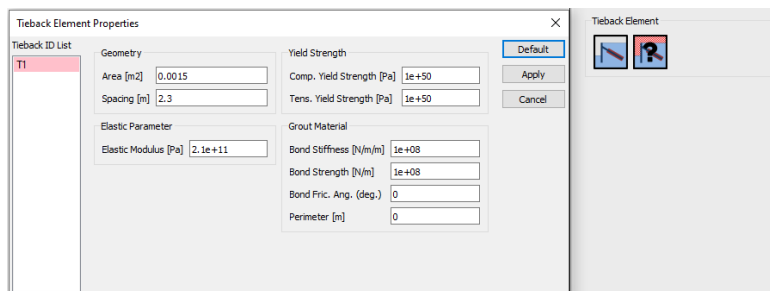 Tieback Element Properties
Tieback Element
Tieback ID List
T1
Geometry
Area [m2] 0.0015
Spacing [m] 2.3
Yield Strength
Comp. Yield Strength [Pa] 1e+50
Tens. Yield Strength [Pa] 1e+50
Default
Apply
Cancel
Elastic Parameter
Elastic Modulus [Pa] 2.1e+11
Grout Material
Bond Stiffness [N/m/m] 1e+08
Bond Strength [N/m] 1e+08
Bond Fric. Ang. (deg.) 0
Perimeter [m] 0